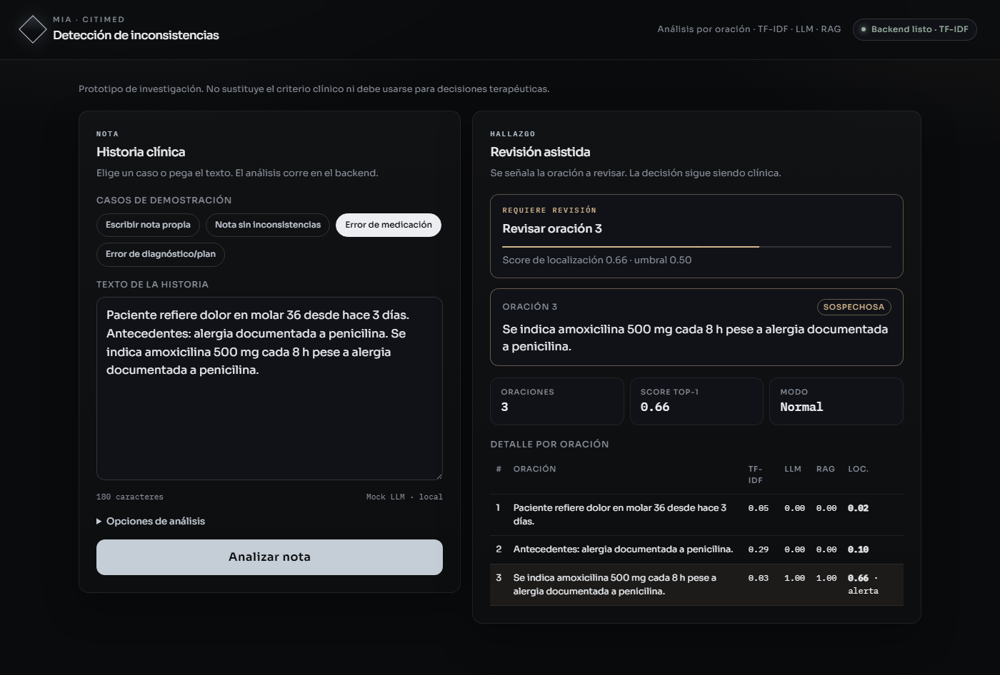 MIA · CITIMED
Detección de inconsistencias
Análisis por oración · TF-IDF · LLM · RAG
Backend listo · TF-IDF
Prototipo de investigación. No sustituye el criterio clínico ni debe usarse para decisiones terapéuticas.
NOTA
Historia clínica
Elige un caso o pega el texto. El análisis corre en el backend.
CASOS DE DEMOSTRACIÓN
Escribir nota propia
Nota sin inconsistencias
Error de medicación
Error de diagnóstico/plan
TEXTO DE LA HISTORIA
Paciente refiere dolor en molar 36 desde hace 3 días.
Antecedentes: alergia documentada a penicilina. Se
indica amoxicilina 500 mg cada 8 h pese a alergia
documentada a penicilina.
180 caracteres
Mock LLM · local
Opciones de análisis
Analizar nota
HALLAZGO
Revisión asistida
Se señala la oración a revisar. La decisión sigue siendo clínica.
REQUIERE REVISIÓN
Revisar oración 3
Score de localización 0.66 · umbral 0.50
ORACIÓN 3
SOSPECHOSA
Se indica amoxicilina 500 mg cada 8 h pese a alergia documentada
a penicilina.
ORACIONES
3
SCORE TOP-1
0.66
MODO
Normal
DETALLE POR ORACIÓN
# ORACIÓN TF-IDF LLM RAG LOC.
1 Paciente refiere dolor en molar 36 desde hace 3 días. 0.05 0.00 0.00 0.02
2 Antecedentes: alergia documentada a penicilina. 0.29 0.00 0.00 0.10
3 Se indica amoxicilina 500 mg cada 8 h pese a alergia documentada a penicilina. 0.03 1.00 1.00 0.66 · alerta